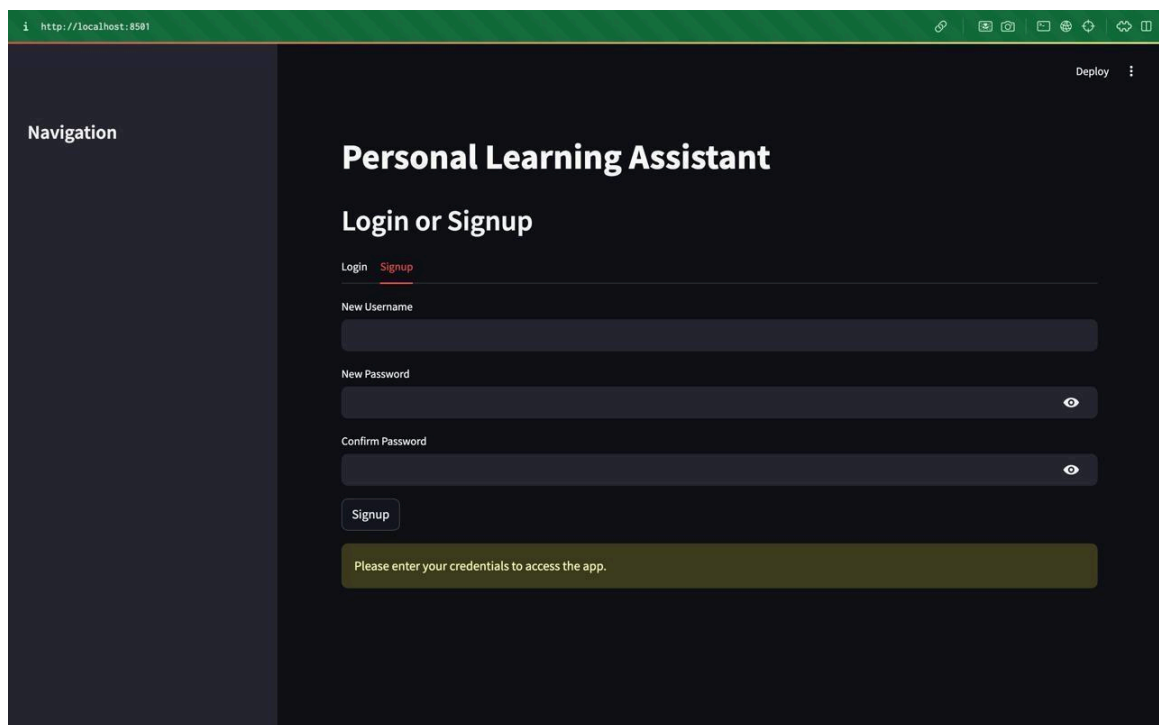 i http://localhost:8501
Deploy
Navigation
Personal Learning Assistant
Login or Signup
Login Signup
New Username
New Password
Confirm Password
Signup
Please enter your credentials to access the app.